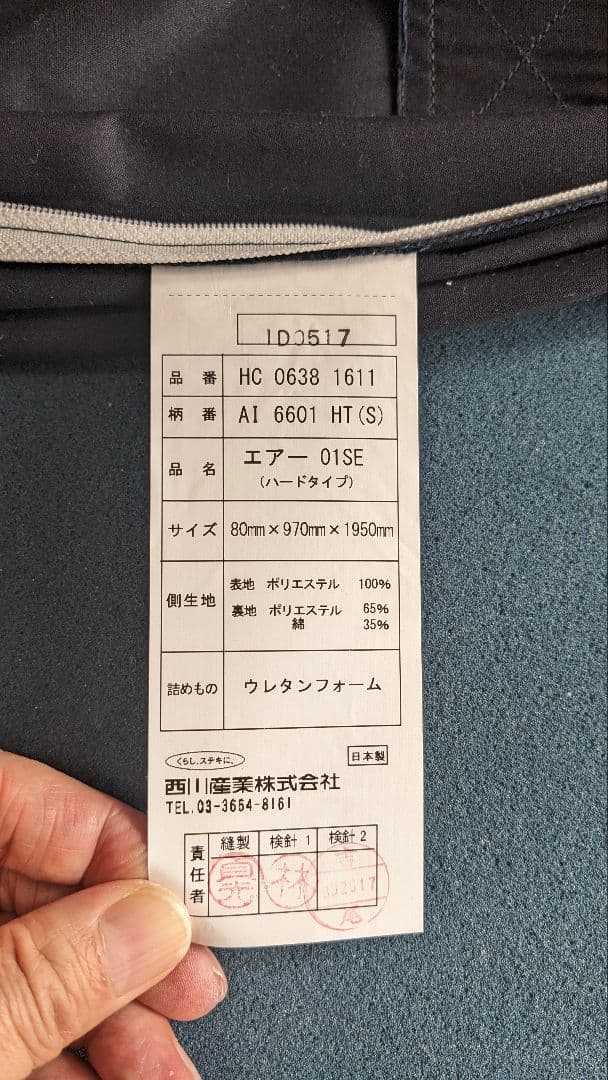 ID0517
品番 HC 0638 1611
柄番 AI 6601 HT(S)
品名 エアー 01SE
(ハードタイプ)
サイズ 80mm×970mm×1950mm
側生地 表地 ポリエステル 100%
裏地 ポリエステル 65%
綿 35%
詰めもの ウレタンフォーム
くらし、ステキに。
日本製
西川産業株式会社
TEL.03-3664-8161
責任者 縫製 検針1 検針2
林